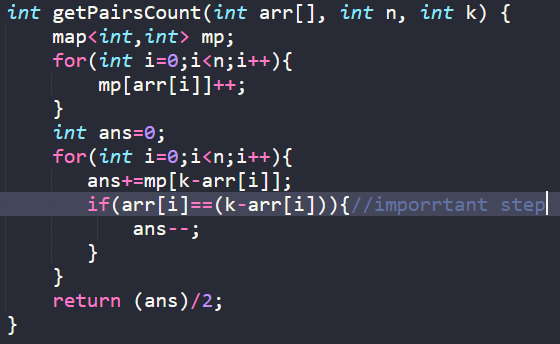 int getPairsCount(int arr[], int n, int k) {
    map<int,int> mp;
    for(int i=0;i<n;i++){
        mp[arr[i]]++;
    }
    int ans=0;
    for(int i=0;i<n;i++){
       ans+=mp[k-arr[i]];
       if(arr[i]==(k-arr[i])){//imporrtant step
           ans--;
       }
    }
    return (ans)/2;
}